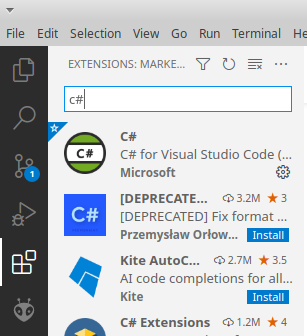 File Edit Selection View Go Run Terminal He
EXTENSIONS: MARKE...
c#
C#
C#
C# for Visual Studio Code (...
Microsoft
1
[DEPRECATE... 3.2M 3
C#
[DEPRECATED] Fix format ...
Przemysław Orłow... Install
Kite AutoC... 2.7M 3.5
AI code completions for all...
Kite Install
C# Extensions 1.2M 4